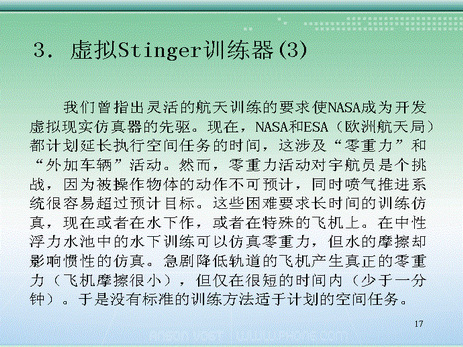 3．虚拟Stinger训练器(3)
我们曾指出灵活的航天训练的要求使NASA成为开发
虚拟现实仿真器的先驱。现在，NASA和ESA（欧洲航天局）
都计划延长执行空间任务的时间，这涉及“零重力”和
“外加车辆”活动。然而，零重力活动对宇航员是个挑
战，因为被操作物体的动作不可预计，同时喷气推进系
统很容易超过预计目标。这些困难要求长时间的训练仿
真，现在或者在水下作，或者在特殊的飞机上。在中性
浮力水池中的水下训练可以仿真零重力，但水的摩擦却
影响惯性的仿真。急剧降低轨道的飞机产生真正的零重
力（飞机摩擦很小），但仅在很短的时间内（少于一分
钟）。于是没有标准的训练方法适于计划的空间任务。
17